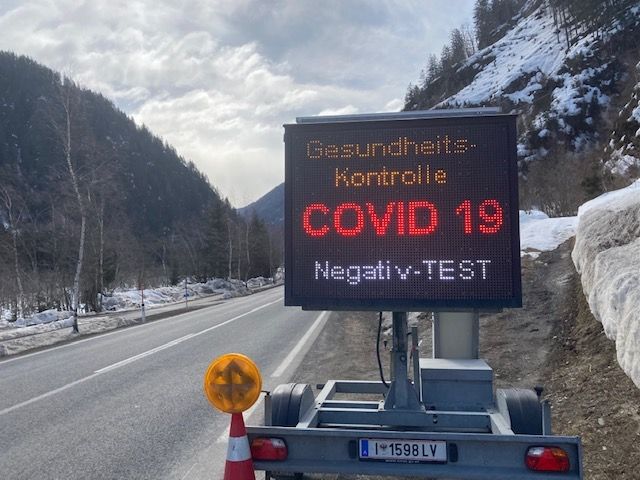 Gesundheits-
Kontrolle
COVID 19
Negativ-TEST
I 1598 LV